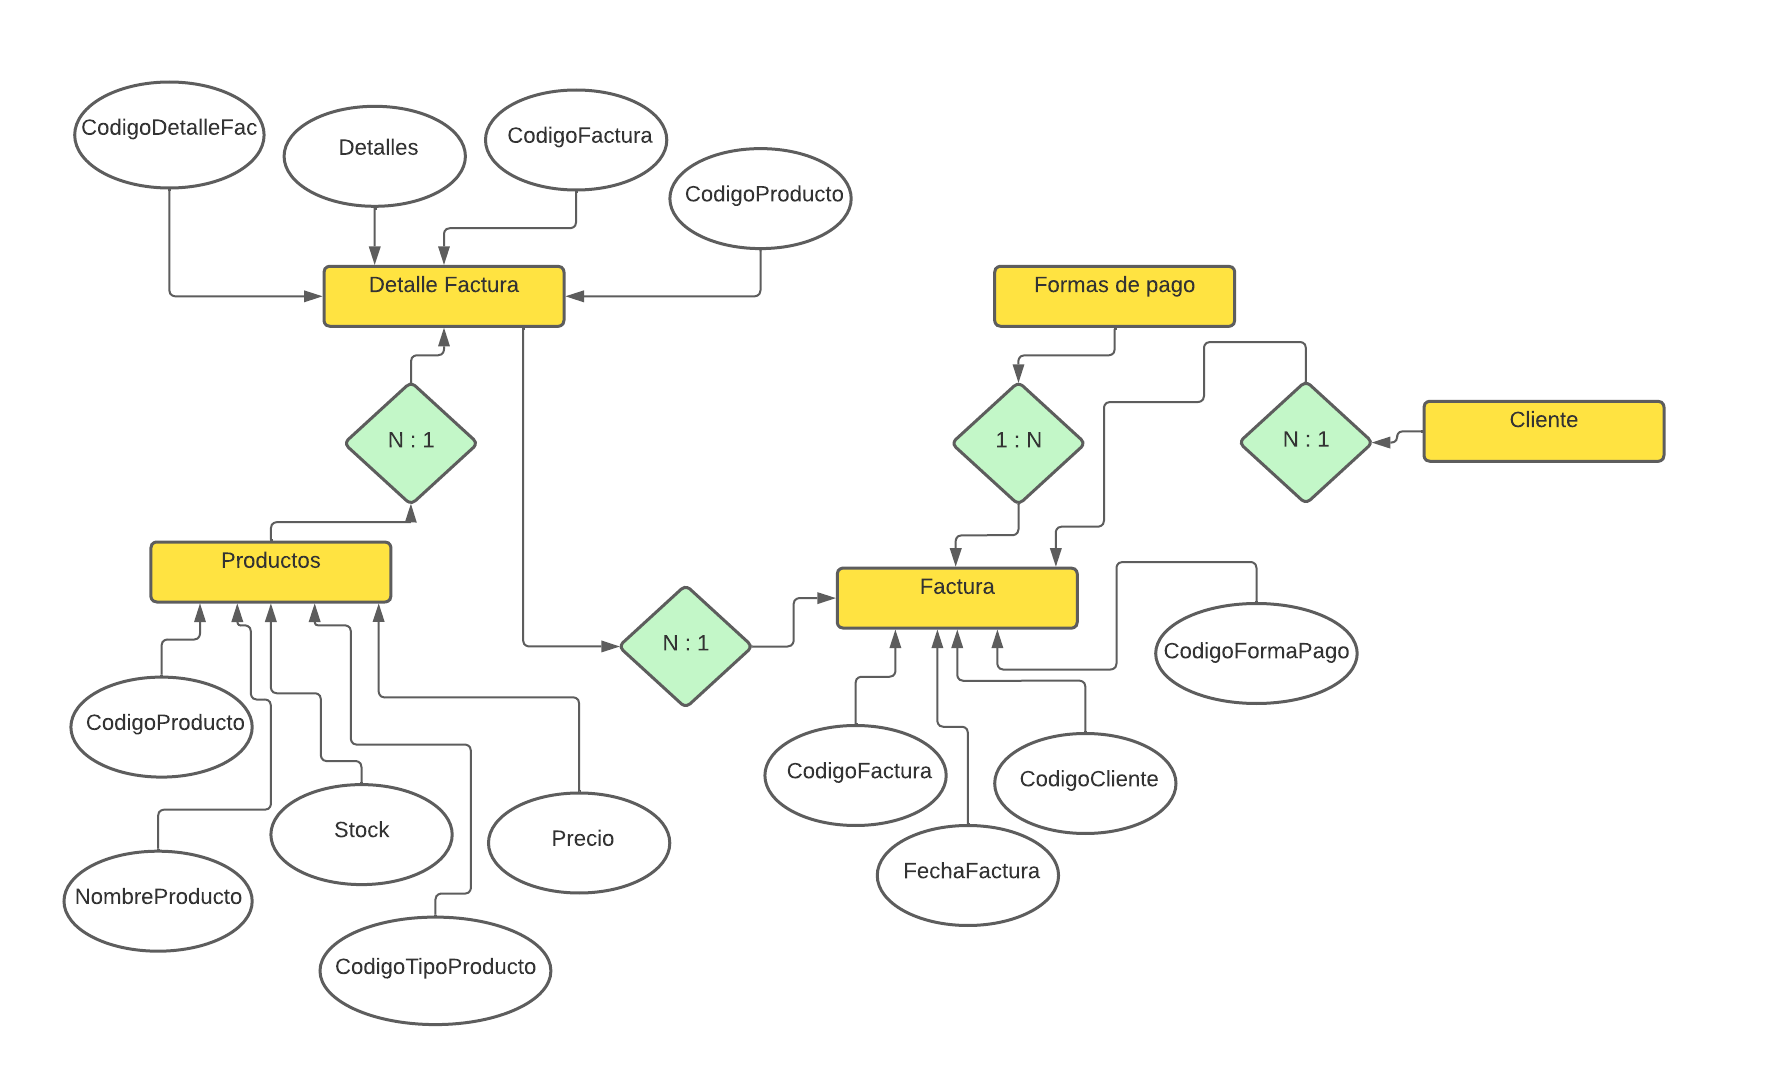 CodigoDetalleFac
Detalles
CodigoFactura
CodigoProducto
Detalle Factura
Formas de pago
Cliente
N : 1
1 : N
N : 1
Productos
Factura
N : 1
CodigoFormaPago
CodigoProducto
CodigoFactura
CodigoCliente
Stock
Precio
FechaFactura
NombreProducto
CodigoTipoProducto